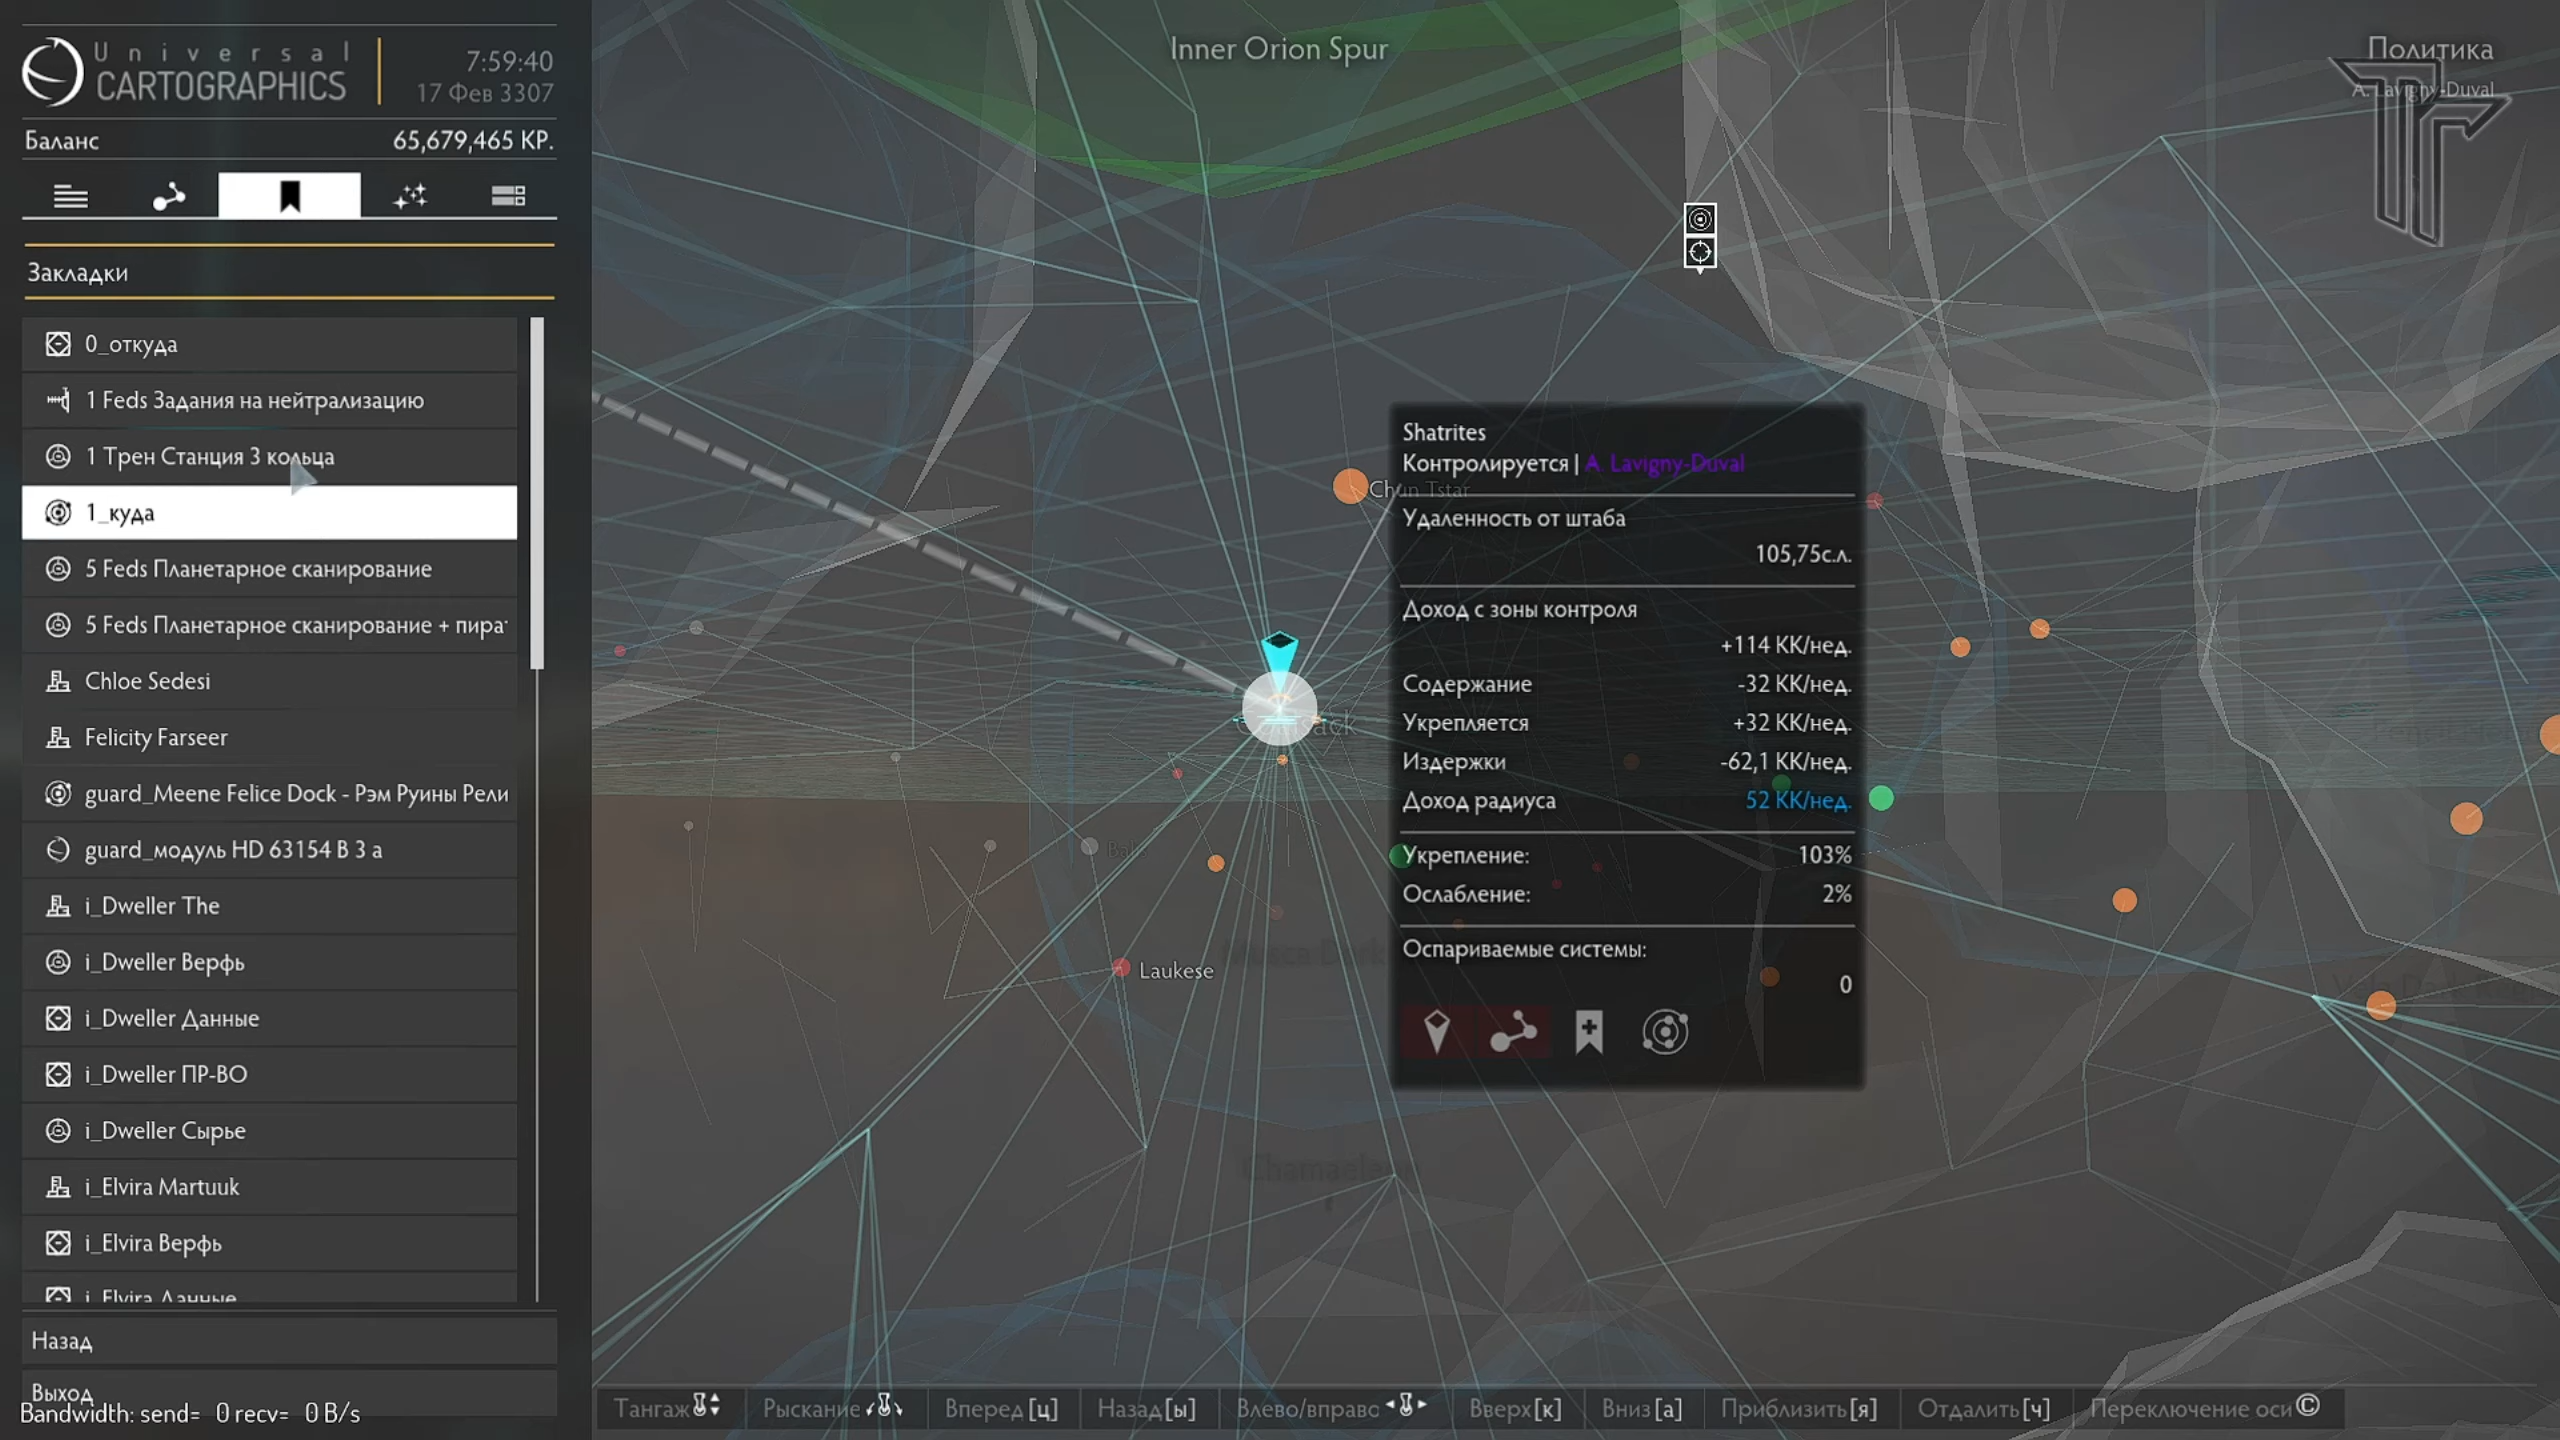 Universal
CARTOGRAPHICS
7:59:40
17 Фев 3307
Баланс
65,679,465 КР.
Закладки
0_откуда
1 Feds Задания на нейтрализацию
1 Трен Станция 3 кольца
1_куда
5 Feds Планетарное сканирование
5 Feds Планетарное сканирование + пира
Chloe Sedesi
Felicity Farseer
guard_Meene Felice Dock - Рэм Руины Рели
guard_модуль HD 63154 B 3 a
i_Dweller The
i_Dweller Верфь
i_Dweller Данные
i_Dweller ПР-ВО
i_Dweller Сырье
i_Elvira Martuuk
i_Elvira Верфь
i_Elvira Данные
Назад
Выход
Bandwidth: send= 0 recv= 0 B/s
Inner Orion Spur
Политика
A. Lavigny-Duval
Chun Tstar
Laukese
Shatrites
Контролируется | A. Lavigny-Duval
Удаленность от штаба
105,75с.л.
Доход с зоны контроля
+114 КК/нед.
Содержание -32 КК/нед.
Укрепляется +32 КК/нед.
Издержки -62,1 КК/нед.
Доход радиуса 52 КК/нед.
Укрепление: 103%
Ослабление: 2%
Оспариваемые системы:
0
Тангаж
Рыскание
Вперед [ц]
Назад [ы]
Влево/вправо
Вверх [к]
Вниз [а]
Приблизить [я]
Отдалить [ч]
Переключение оси ©